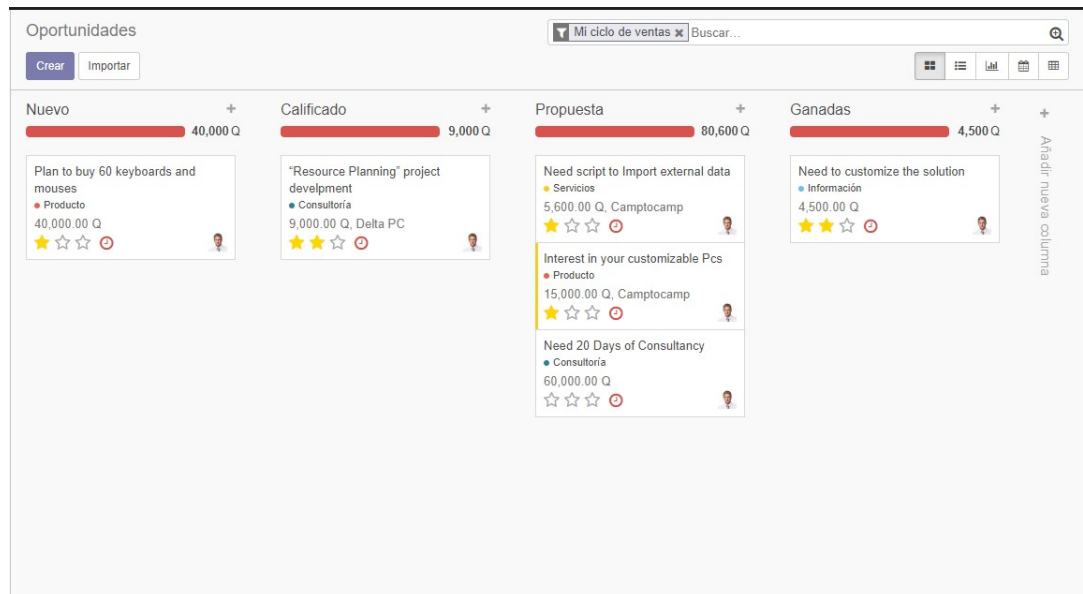 Oportunidades
Mi ciclo de ventas x Buscar...
Crear Importar
Nuevo +
40,000 Q
Plan to buy 60 keyboards and
mouses
Producto
40,000.00 Q
Calificado +
9,000 Q
“Resource Planning” project
develpment
Consultoría
9,000.00 Q, Delta PC
Propuesta +
80,600 Q
Need script to Import external data
Servicios
5,600.00 Q, Camptocamp
Interest in your customizable Pcs
Producto
15,000.00 Q, Camptocamp
Need 20 Days of Consultancy
Consultoría
60,000.00 Q
Ganadas +
4,500 Q
Need to customize the solution
Información
4,500.00 Q
+
Añadir nueva columna